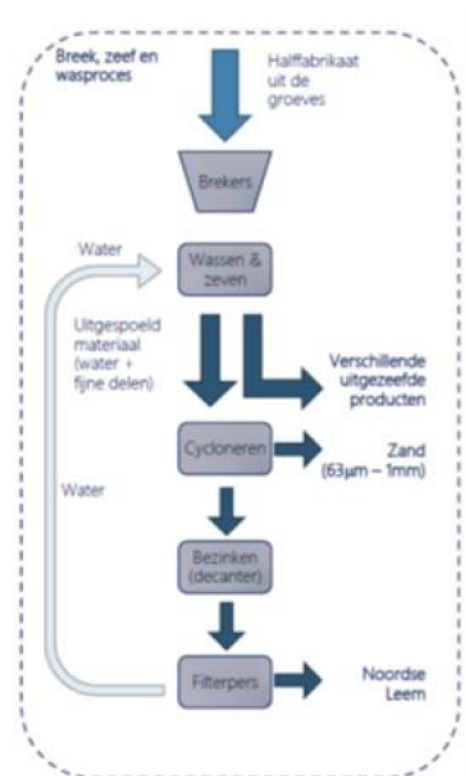 Breek, zeef en
wasproces
Halffabrikaat
uit de
groeves
Brekers
Water
Wassen &
zeven
Uitgespoeld
materiaal
(water +
fijne delen)
Verschillende
uitgezeefde
producten
Cycloneren
Zand
(63µm – 1mm)
Water
Bezinken
(decanter)
Filterpers
Noordse
Leem